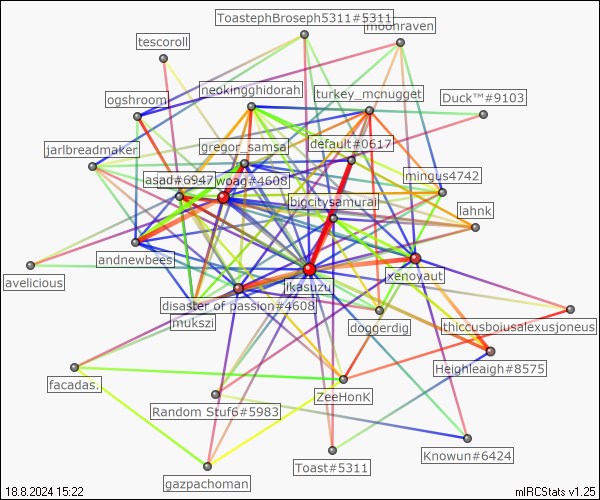 ToastephBroseph5311#5311
moonraven
tescoroll
neokingghidorah
turkey_mcnugget
Duck™#9103
ogshroom
default#0617
gregor_samsa
jarlbreadmaker
mingus4742
asad#6947
woag#4608
bigcitysamurai
lahnk
andnewbees
xenoyaut
avelicious
jikasuzu
disaster of passion#4608
mukszi
doggerdig
thiccusboiusalexusjoneus
Heighleaigh#8575
facadas.
ZeeHonK
Random Stuf6#5983
Knowun#6424
Toast#5311
gazpachoman
18.8.2024 15:22
mIRCStats v1.25